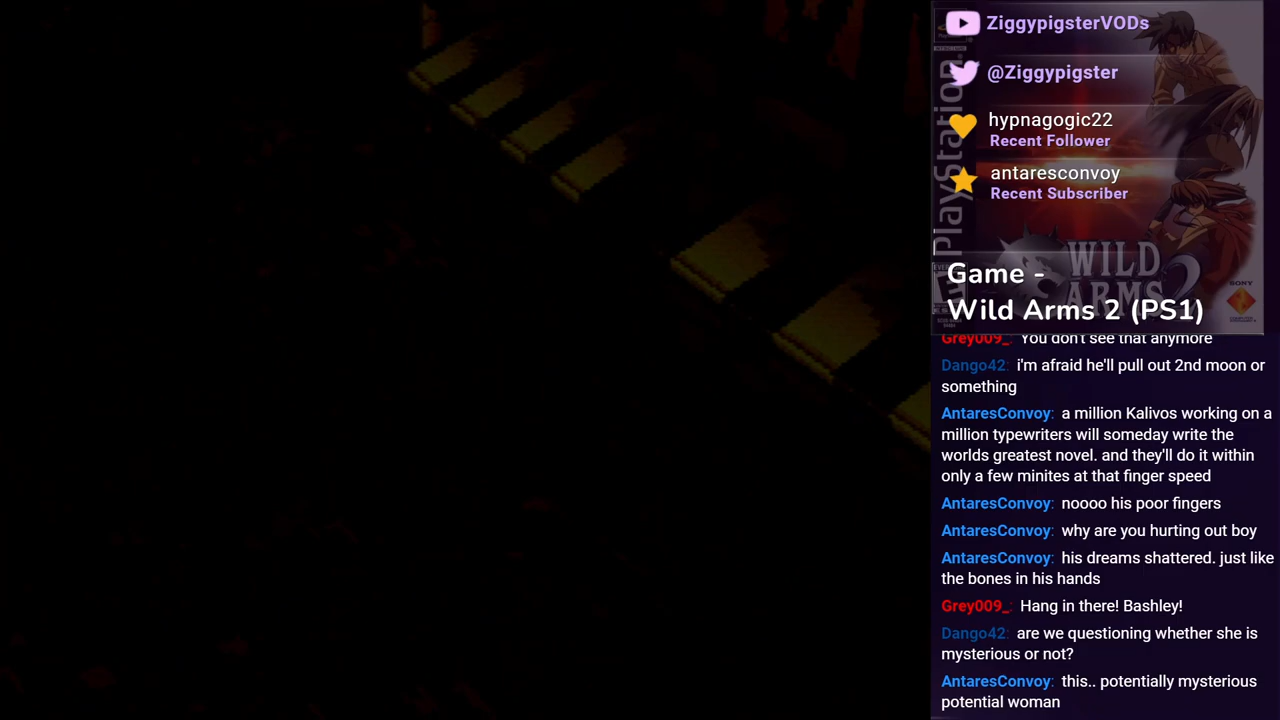 ZiggypigsterVODs
@Ziggypigster
hypnagogic22
Recent Follower
antaresconvoy
Recent Subscriber
PlayStation
WILD
ARMS 2
SONY
Game -
Wild Arms 2 (PS1)
Grey009_: You don't see that anymore
Dango42: i'm afraid he'll pull out 2nd moon or
something
AntaresConvoy: a million Kalivos working on a
million typewriters will someday write the
worlds greatest novel. and they'll do it within
only a few minites at that finger speed
AntaresConvoy: noooo his poor fingers
AntaresConvoy: why are you hurting out boy
AntaresConvoy: his dreams shattered. just like
the bones in his hands
Grey009_: Hang in there! Bashley!
Dango42: are we questioning whether she is
mysterious or not?
AntaresConvoy: this.. potentially mysterious
potential woman